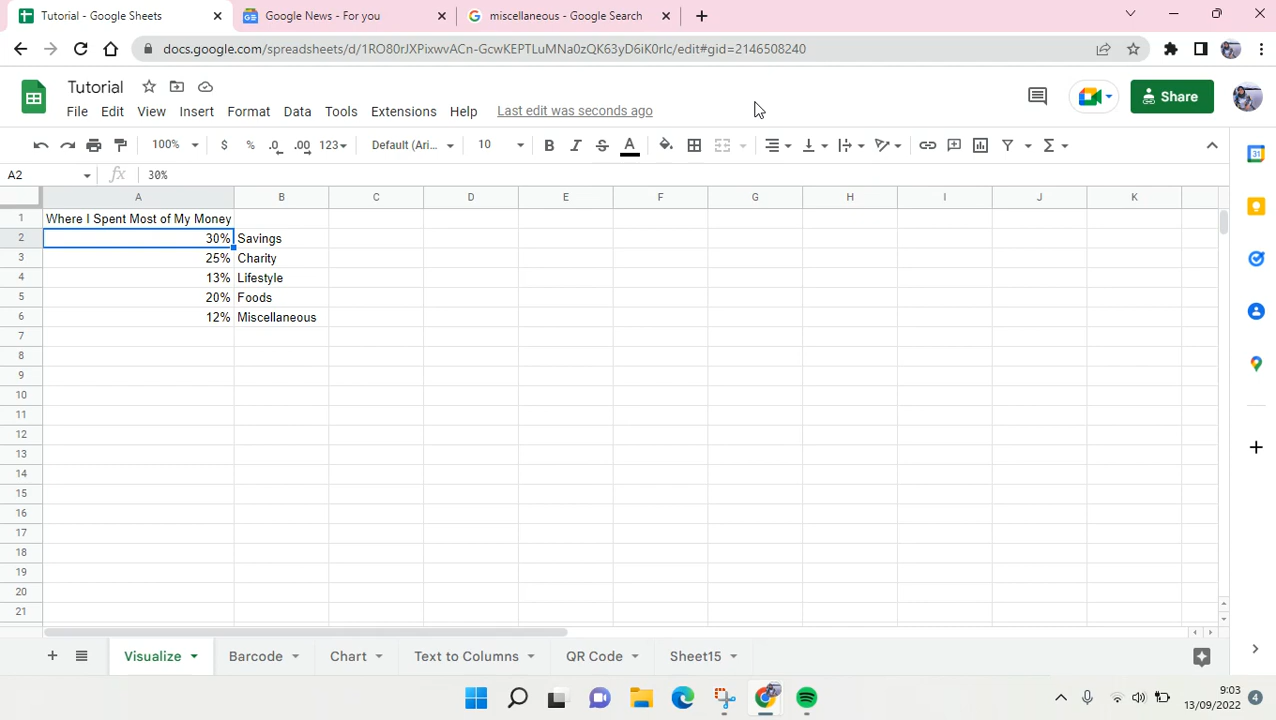 Tutorial - Google Sheets
Google News - For you
miscellaneous - Google Search
docs.google.com/spreadsheets/d/1RO80rJXPixwvACn-GcwKEPTLuMNa0zQK63yD6iK0rlc/edit#gid=2146508240
Tutorial
Share
File Edit View Insert Format Data Tools Extensions Help Last edit was seconds ago
100% $ % .0 .00 123 Default (Ari... 10 B I S A
A2 fx 30%
A B C D E F G H I J K
1 Where I Spent Most of My Money
2 30% Savings
3 25% Charity
4 13% Lifestyle
5 20% Foods
6 12% Miscellaneous
7
8
9
10
11
12
13
14
15
16
17
18
19
20
21
Visualize Barcode Chart Text to Columns QR Code Sheet15
9:03
13/09/2022 4